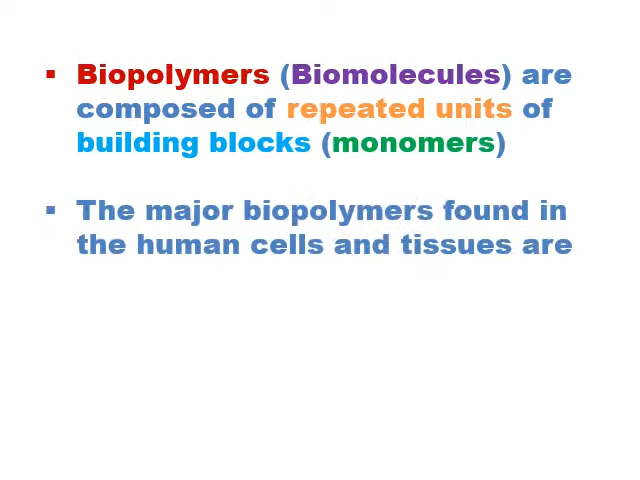 ▪ Biopolymers (Biomolecules) are
composed of repeated units of
building blocks (monomers)
▪ The major biopolymers found in
the human cells and tissues are